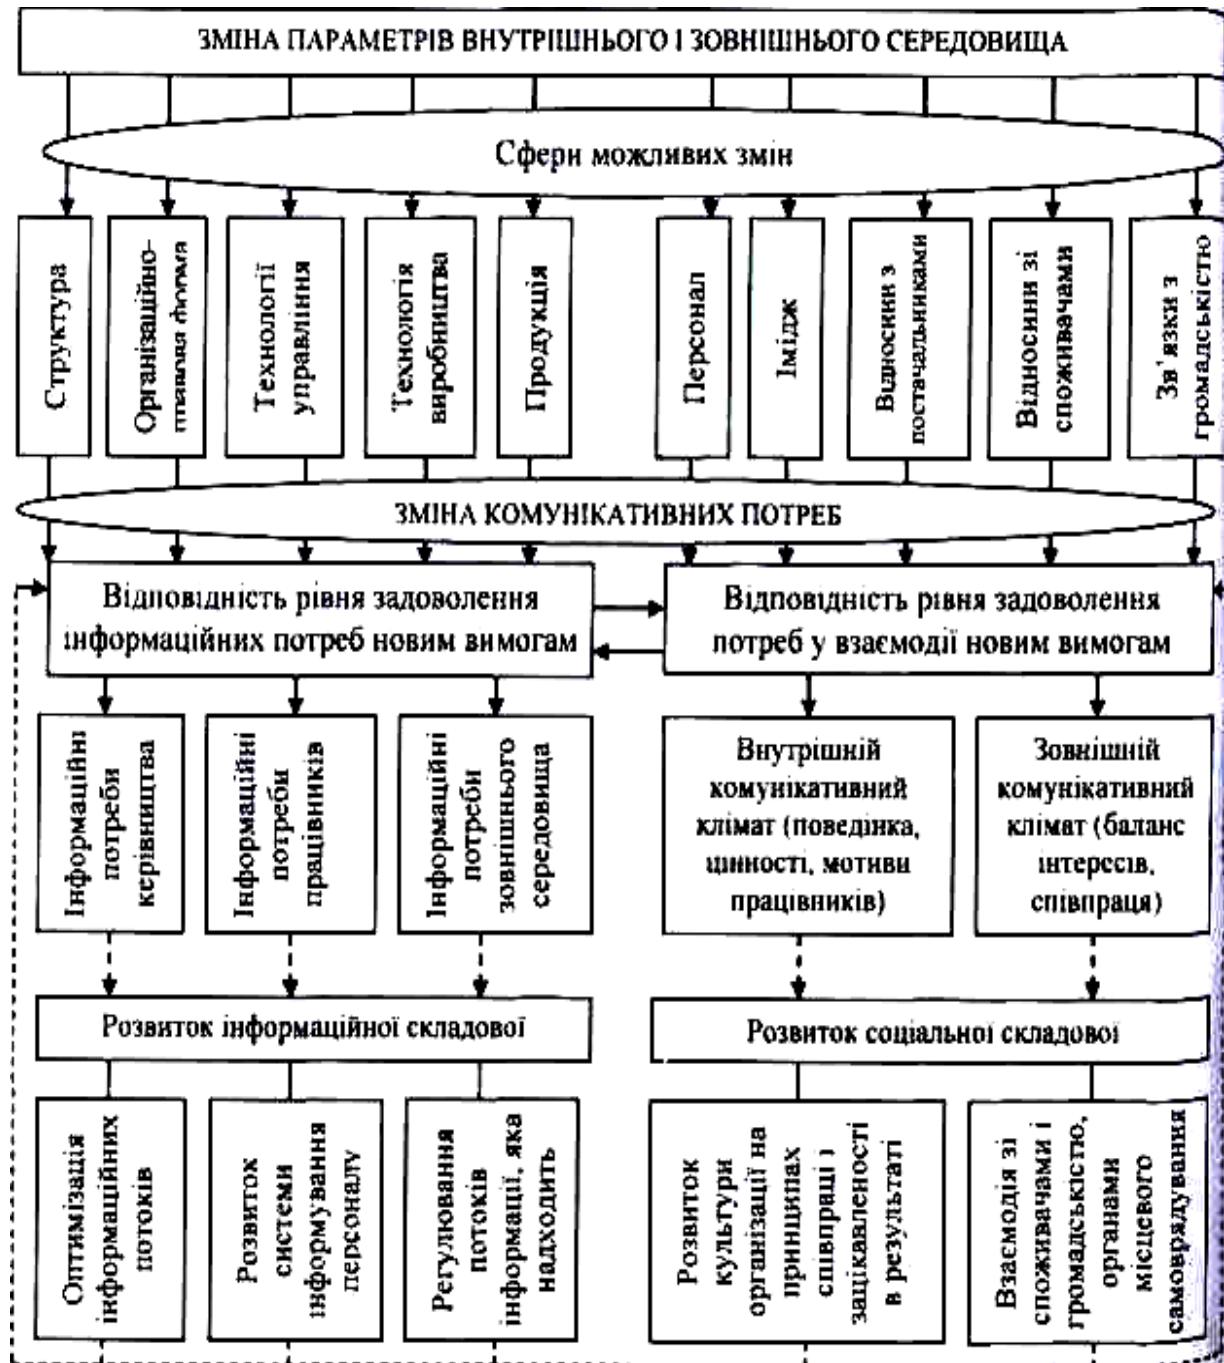 ЗМІНА ПАРАМЕТРІВ ВНУТРІШНЬОГО І ЗОВНІШНЬОГО СЕРЕДОВИЩА
Сфери можливих змін
Структура
Організаційно-
правова форма
Технології
управління
Технологія
виробництва
Продукція
Персонал
Імідж
Відносини з
постачальниками
Відносини зі
споживачами
Зв'язки з
громадськістю
ЗМІНА КОМУНІКАТИВНИХ ПОТРЕБ
Відповідність рівня задоволення
інформаційних потреб новим вимогам
Відповідність рівня задоволення
потреб у взаємодії новим вимогам
Інформаційні
потреби
керівництва
Інформаційні
потреби
працівників
Інформаційні
потреби
зовнішнього
середовища
Внутрішній
комунікативний
клімат (поведінка,
цінності, мотиви
працівників)
Зовнішній
комунікативний
клімат (баланс
інтересів,
співпраця)
Розвиток інформаційної складової
Розвиток соціальної складової
Оптимізація
інформаційних
потоків
Розвиток
системи
інформування
персоналу
Регулювання
потоків
інформації, яка
надходить
Розвиток
культури
організації на
принципах
співпраці і
зацікавленості
в результаті
Взаємодія зі
споживачами і
громадськістю,
органами
місцевого
самоврядування